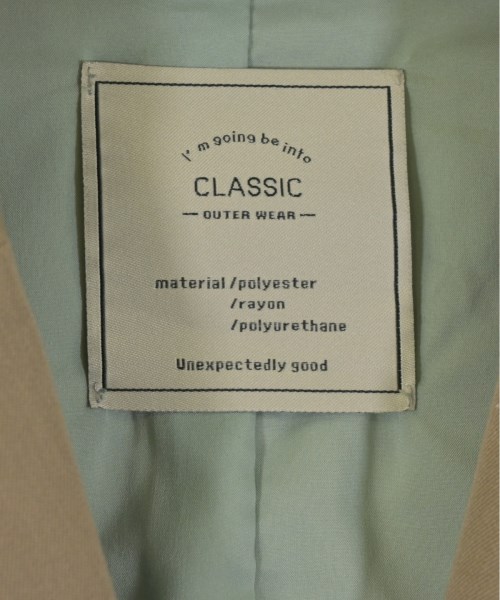 I'm going be into
CLASSIC
— OUTER WEAR —
material /polyester
/rayon
/polyurethane
Unexpectedly good